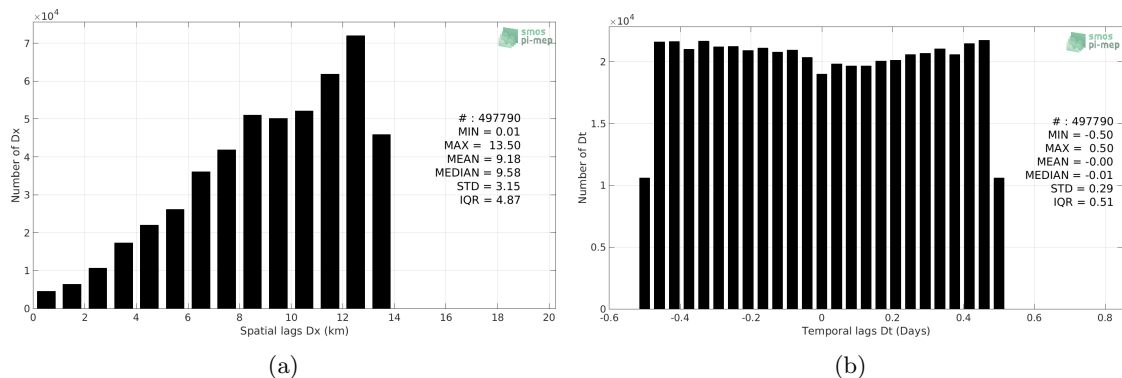 ×10⁴
7
6
5
4
3
2
1
0
Number of Dx
0 2 4 6 8 10 12 14 16 18 20
Spatial lags Dx (km)
smos
pi-mep
# : 497790
MIN = 0.01
MAX = 13.50
MEAN = 9.18
MEDIAN = 9.58
STD = 3.15
IQR = 4.87
(a)
×10⁴
2
1.5
1
0.5
0
Number of Dt
-0.6 -0.4 -0.2 0 0.2 0.4 0.6 0.8
Temporal lags Dt (Days)
smos
pi-mep
# : 497790
MIN = -0.50
MAX = 0.50
MEAN = -0.00
MEDIAN = -0.01
STD = 0.29
IQR = 0.51
(b)